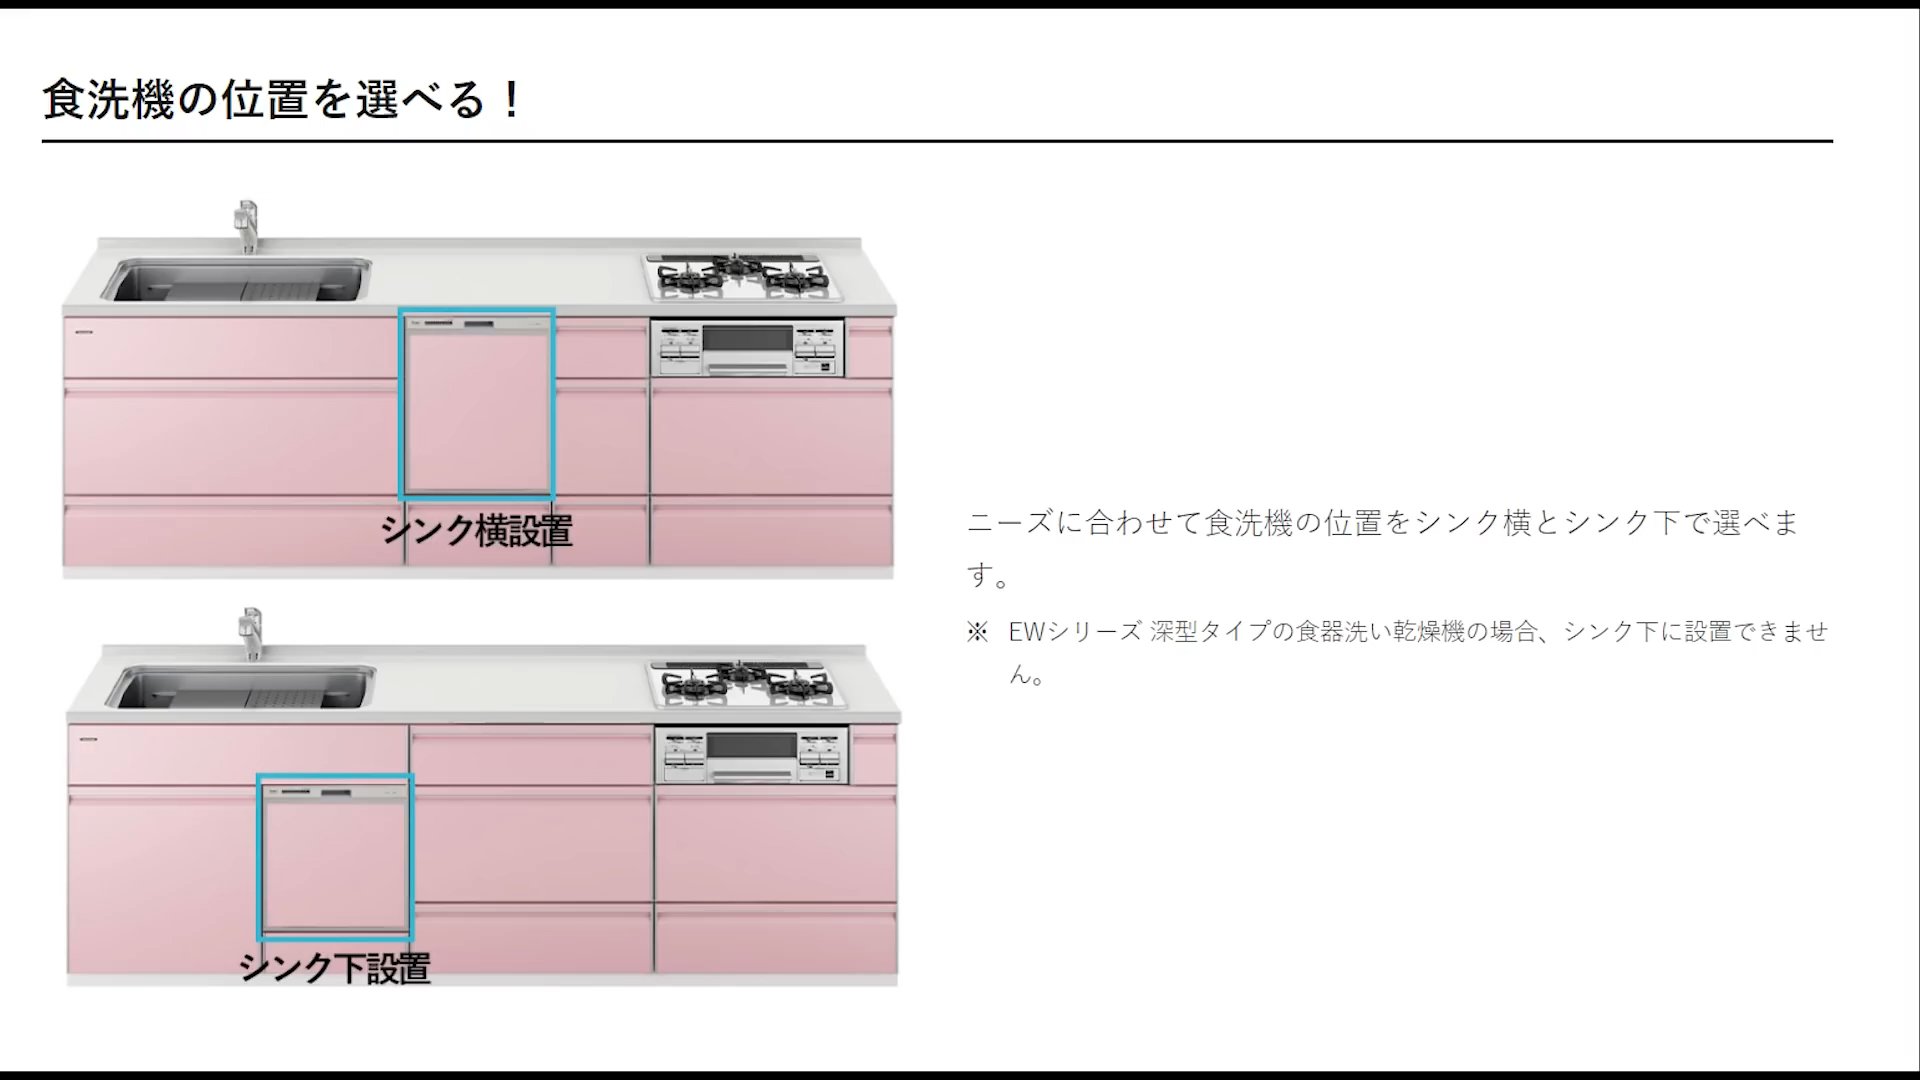 食洗機の位置を選べる！
シンク横設置
シンク下設置
ニーズに合わせて食洗機の位置をシンク横とシンク下で選べま
す。
※ EWシリーズ 深型タイプの食器洗い乾燥機の場合、シンク下に設置できませ
ん。